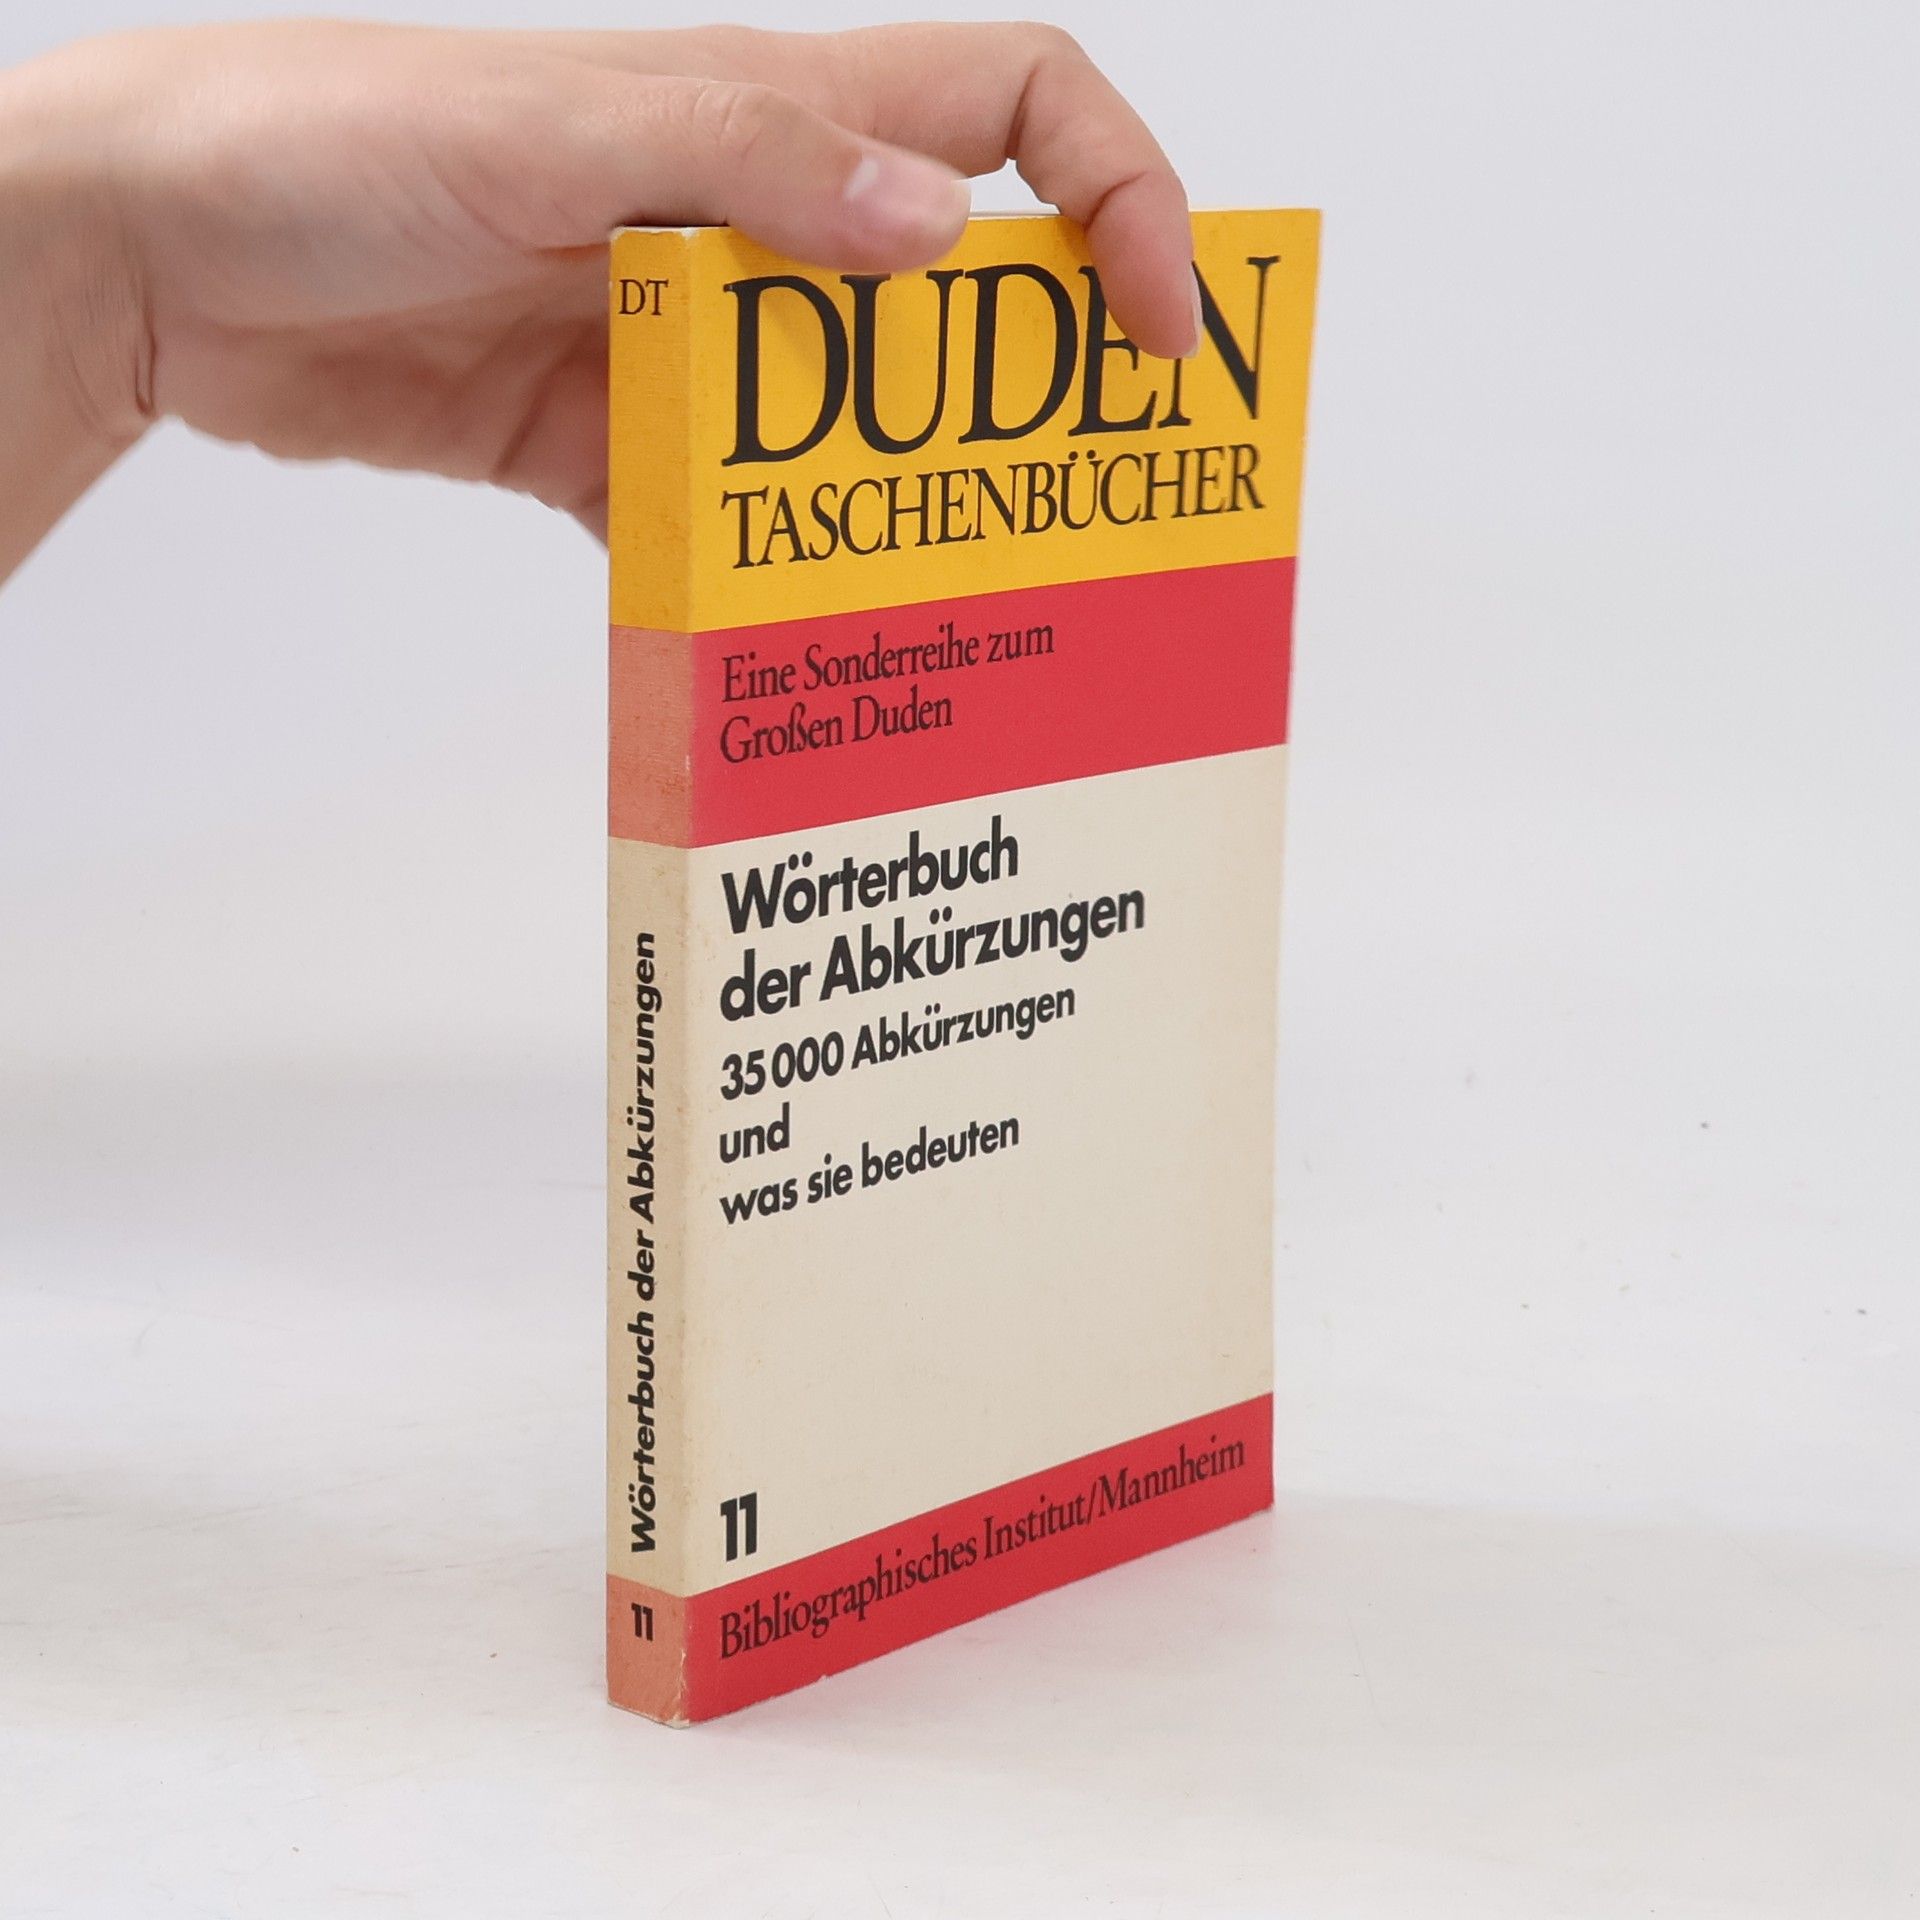 DT
Wörterbuch der Abkürzungen
11
DUDEN
TASCHENBÜCHER
Eine Sonderreihe zum
Großen Duden
Wörterbuch
der Abkürzungen
35 000 Abkürzungen
und
was sie bedeuten
11
Bibliographisches Institut/Mannheim